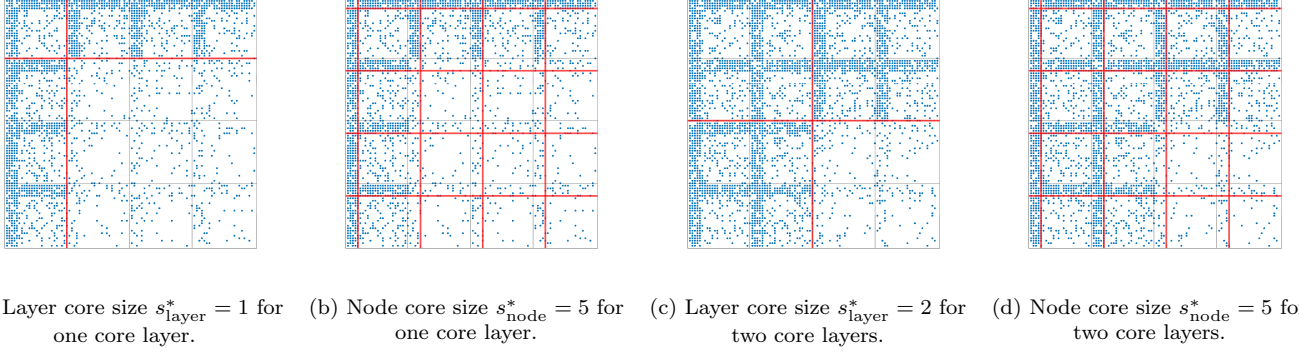 Layer core size s*layer = 1 for
one core layer.
(b) Node core size s*node = 5 for
one core layer.
(c) Layer core size s*layer = 2 for
two core layers.
(d) Node core size s*node = 5 fo
two core layers.